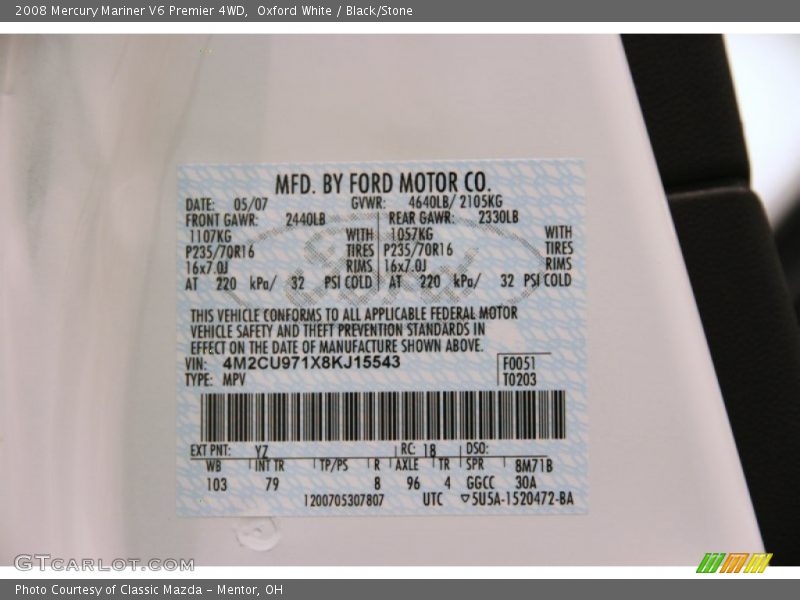 2008 Mercury Mariner V6 Premier 4WD,  Oxford White / Black/Stone
MFD. BY FORD MOTOR CO.
DATE: 05/07 GVWR: 4640LB/ 2105KG
FRONT GAWR: 2440LB REAR GAWR: 2330LB
1107KG WITH 1057KG WITH
P235/70R16 TIRES P235/70R16 TIRES
16x7.0J RIMS 16x7.0J RIMS
AT 220 kPa/ 32 PSI COLD AT 220 kPa/ 32 PSI COLD
Ford
THIS VEHICLE CONFORMS TO ALL APPLICABLE FEDERAL MOTOR
VEHICLE SAFETY AND THEFT PREVENTION STANDARDS IN
EFFECT ON THE DATE OF MANUFACTURE SHOWN ABOVE.
VIN: 4M2CU971X8KJ15543 F0051
TYPE: MPV T0203
EXT PNT: YZ RC: 18 DSO:
WB INT TR TP/PS R AXLE TR SPR 8M71B
103 79 8 96 4 GGCC 30A
1200705307807 UTC ▽5U5A-1520472-BA
GTCARLOT.COM
Photo Courtesy of Classic Mazda - Mentor, OH